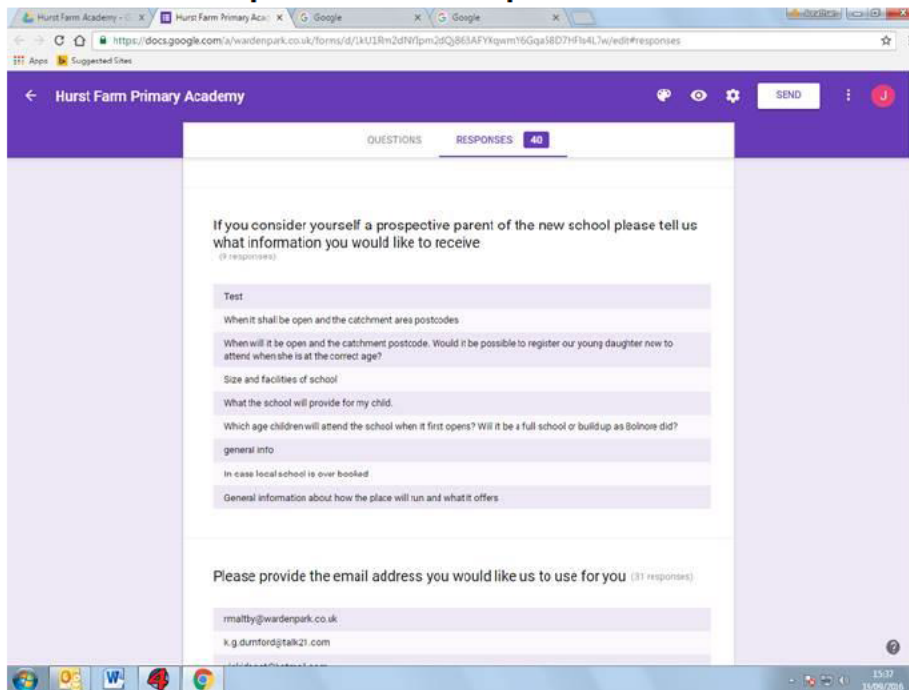 Hurst Farm Academy - 
Hurst Farm Primary Aca
Google
Google
https://docs.google.com/a/wardenpark.co.uk/forms/d/
/edit#responses
Apps
Suggested Sites
Hurst Farm Primary Academy
SEND
J
QUESTIONS
RESPONSES 40
If you consider yourself a prospective parent of the new school please tell us
what information you would like to receive
(9 responses)
Test
When it shall be open and the catchment area postcodes
When will it be open and the catchment postcode. Would it be possible to register our young daughter now to
attend when she is at the correct age?
Size and facilities of school
What the school will provide for my child.
Which age children will attend the school when it first opens? Will it be a full school or build up as Bolnore did?
general info
In case local school is over booked
General information about how the place will run and what it offers
Please provide the email address you would like us to use for you (31 responses)
rmaltby@wardenpark.co.uk
k.g.durnford@talk21.com
15:37
16/09/2016